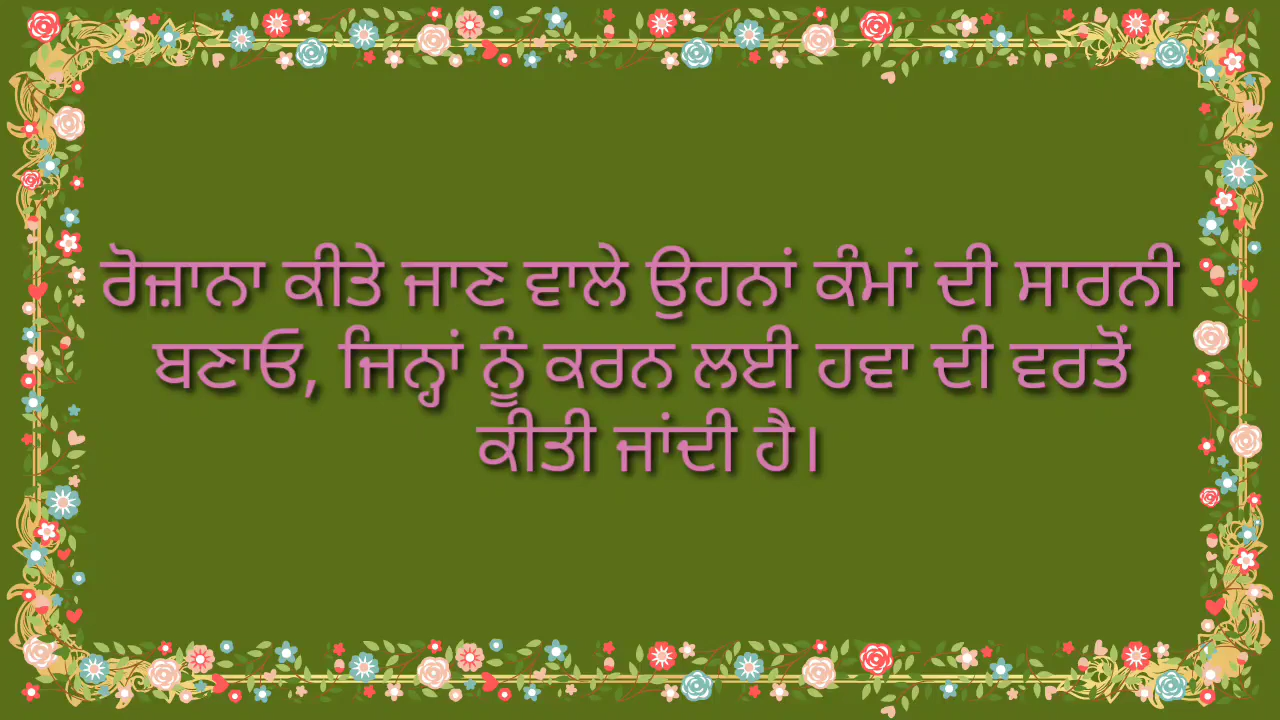 ਰੋਜ਼ਾਨਾ ਕੀਤੇ ਜਾਣ ਵਾਲੇ ਉਹਨਾਂ ਕੰਮਾਂ ਦੀ ਸਾਰਨੀ
ਬਣਾਓ, ਜਿਨ੍ਹਾਂ ਨੂੰ ਕਰਨ ਲਈ ਹਵਾ ਦੀ ਵਰਤੋਂ
ਕੀਤੀ ਜਾਂਦੀ ਹੈ।